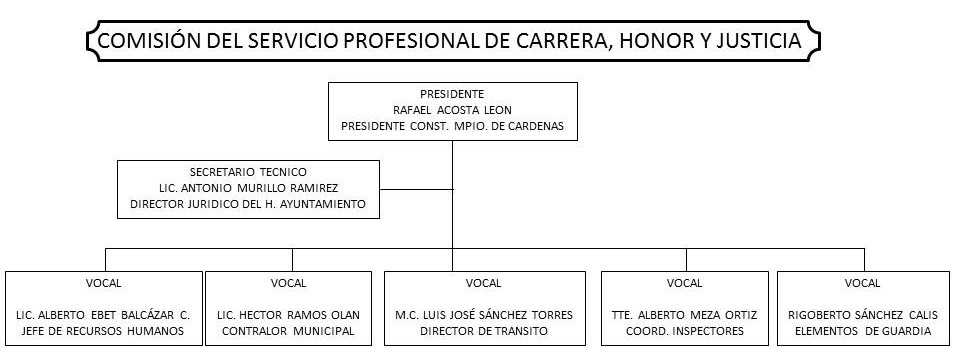 COMISIÓN DEL SERVICIO PROFESIONAL DE CARRERA, HONOR Y JUSTICIA
PRESIDENTE
RAFAEL ACOSTA LEON
PRESIDENTE CONST. MPIO. DE CARDENAS
SECRETARIO TECNICO
LIC. ANTONIO MURILLO RAMIREZ
DIRECTOR JURIDICO DEL H. AYUNTAMIENTO
VOCAL
LIC. ALBERTO EBET BALCÁZAR C.
JEFE DE RECURSOS HUMANOS
VOCAL
LIC. HECTOR RAMOS OLAN
CONTRALOR MUNICIPAL
VOCAL
M.C. LUIS JOSÉ SÁNCHEZ TORRES
DIRECTOR DE TRANSITO
VOCAL
TTE. ALBERTO MEZA ORTIZ
COORD. INSPECTORES
VOCAL
RIGOBERTO SÁNCHEZ CALIS
ELEMENTOS DE GUARDIA